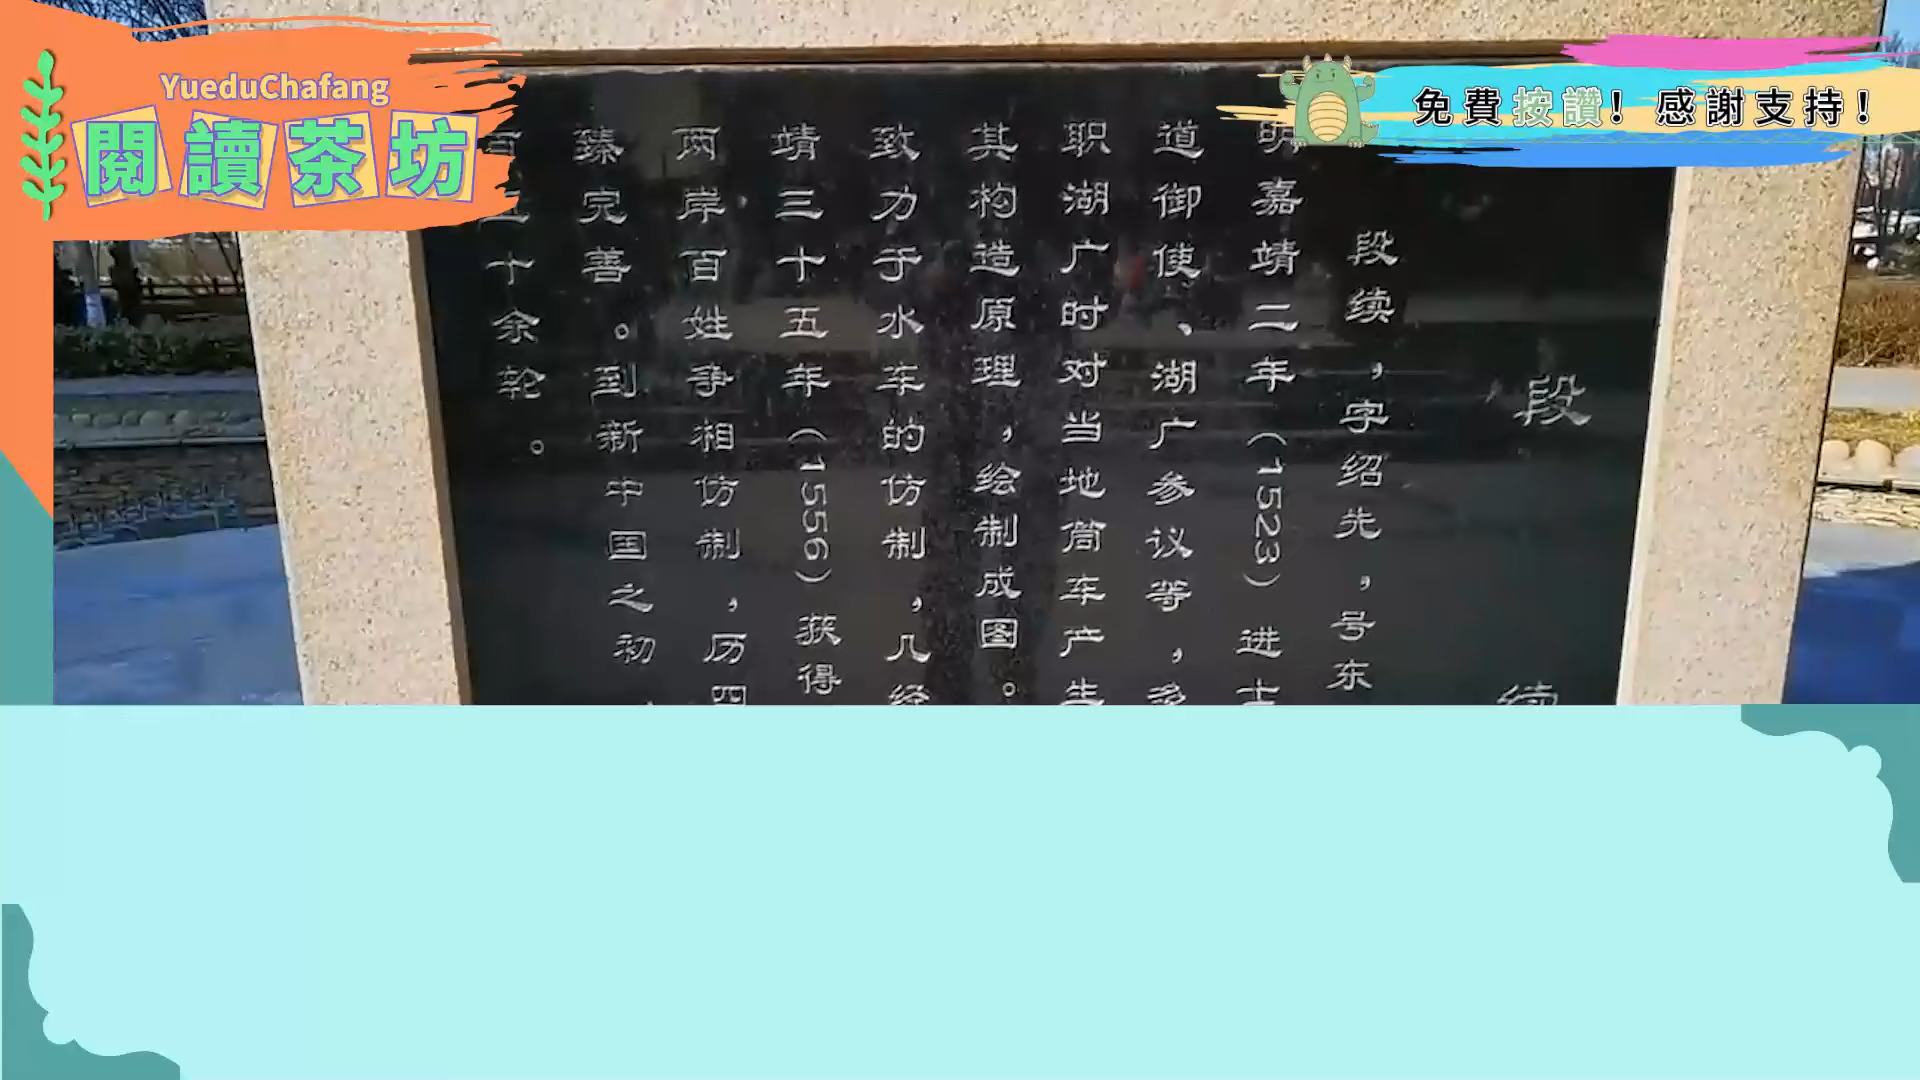 YueduChafang
閱讀茶坊
免費按讚！感謝支持！
段续
段续，字绍先，号东
明嘉靖二年（1523）进士
道御使、湖广参议等，多
职湖广时对当地筒车产生
其构造原理，绘制成图。
致力于水车的仿制，几经
靖三十五年（1556）获得
两岸百姓争相仿制，历四
臻完善。到新中国之初，
百五十余轮。